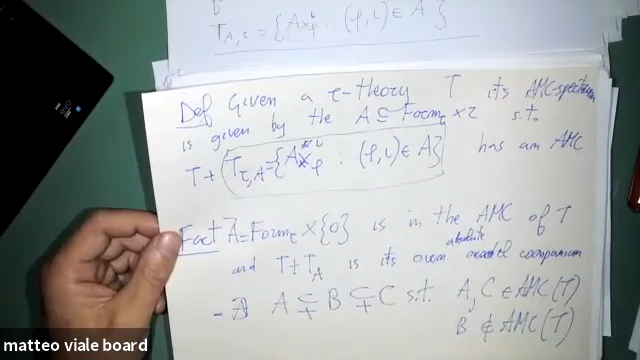 T_{A,τ} = {Ax_φ^ι : (φ,ι) ∈ A}
Def Given a τ-theory T its AMC-spectrum
is given by the A ⊆ Form_τ × 2 s.t.
T + T_{τ,A} = {Ax_φ^ι : (φ,ι) ∈ A} has an AMC
Fact A = Form_τ × {0} is in the AMC of T
absolute
and T + T_A is its own model companion
- ∃ A ⊊ B ⊊ C s.t. A, C ∈ AMC(T)
B ∉ AMC(T)
matteo viale board